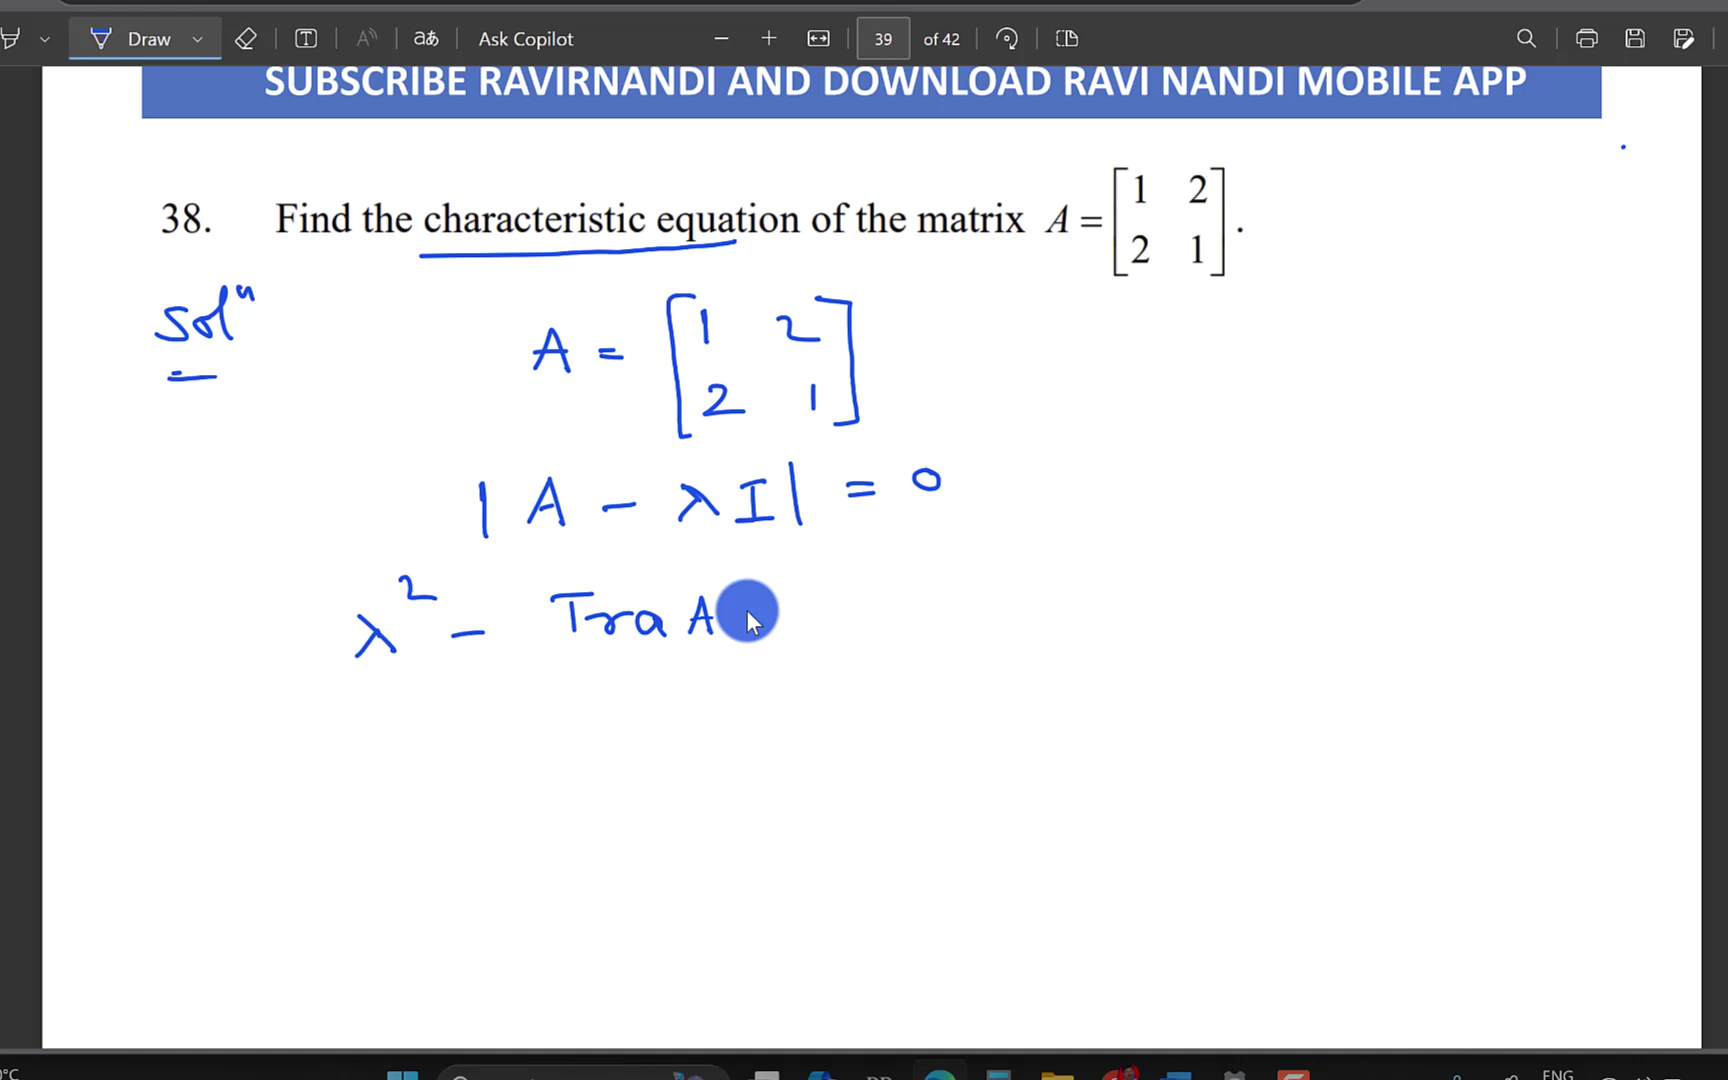 Draw Ask Copilot 39 of 42
SUBSCRIBE RAVIRNANDI AND DOWNLOAD RAVI NANDI MOBILE APP
38. Find the characteristic equation of the matrix A = [1 2
2 1].
Solⁿ
A = [1 2
2 1]
|A - λI| = 0
λ² - Tra A
0°C ENG